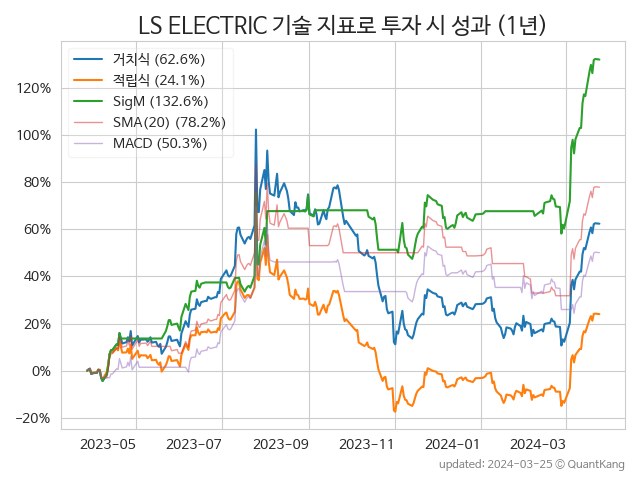 LS ELECTRIC 기술 지표로 투자 시 성과 (1년)
거치식 (62.6%)
적립식 (24.1%)
SigM (132.6%)
SMA(20) (78.2%)
MACD (50.3%)
120%
100%
80%
60%
40%
20%
0%
−20%
2023−05 2023−07 2023−09 2023−11 2024−01 2024−03
updated: 2024−03−25 ⓒ QuantKang